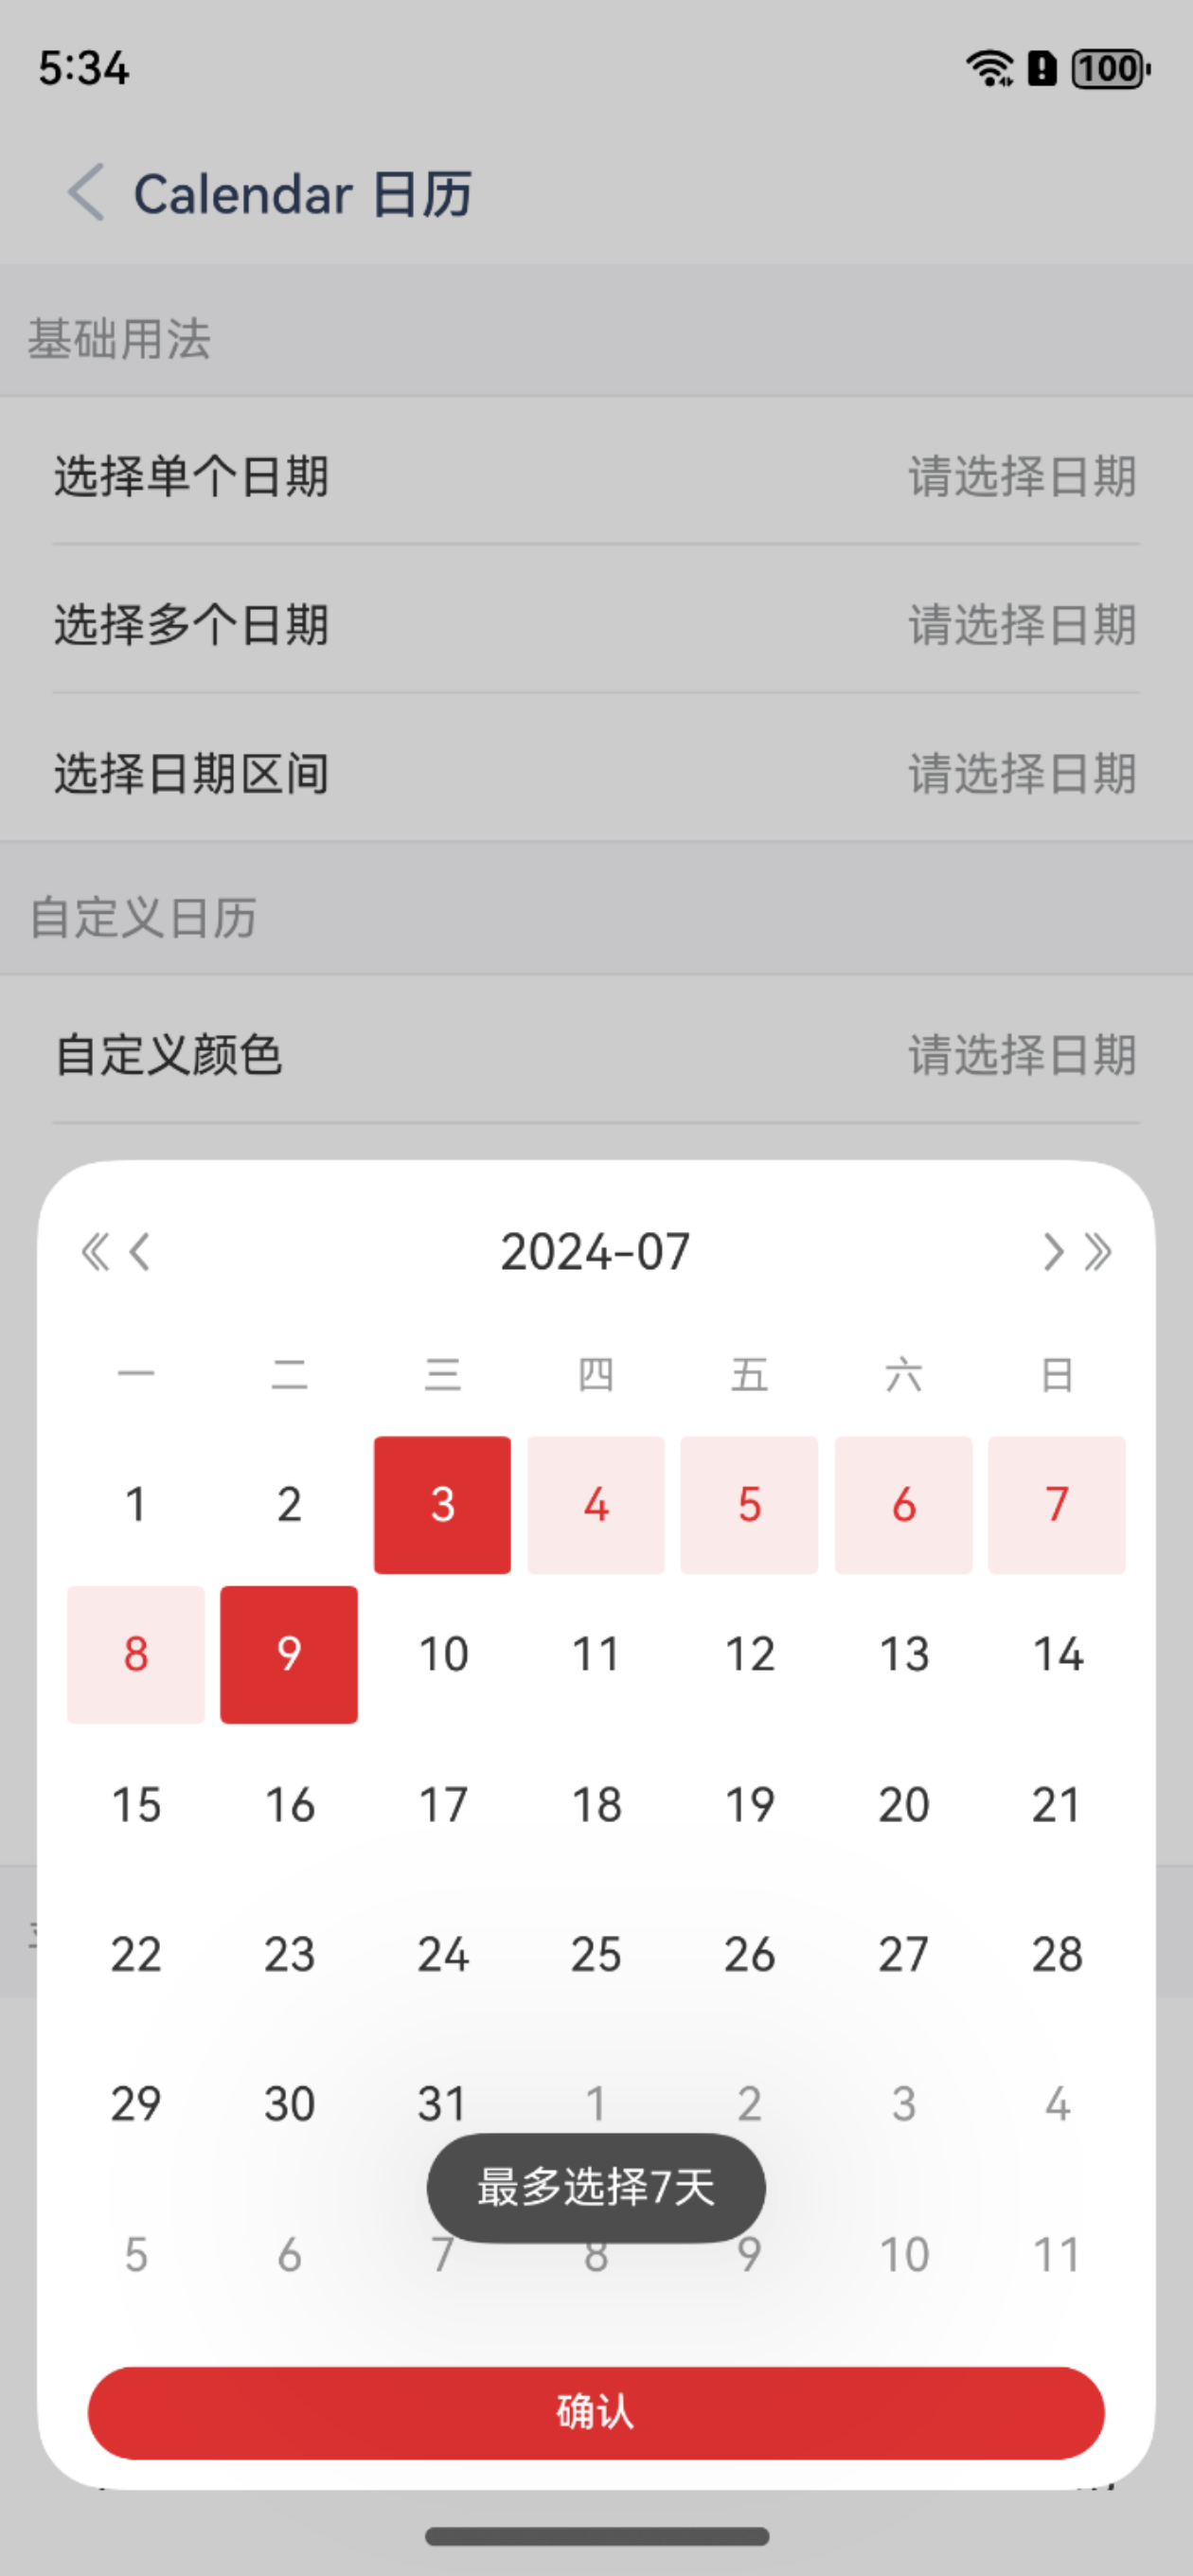 5:34
100
Calendar 日历
基础用法
选择单个日期 请选择日期
选择多个日期 请选择日期
选择日期区间 请选择日期
自定义日历
自定义颜色 请选择日期
2024-07
一 二 三 四 五 六 日
1 2 3 4 5 6 7
8 9 10 11 12 13 14
15 16 17 18 19 20 21
22 23 24 25 26 27 28
29 30 31 1 2 3 4
最多选择7天
5 6 7 8 9 10 11
确认